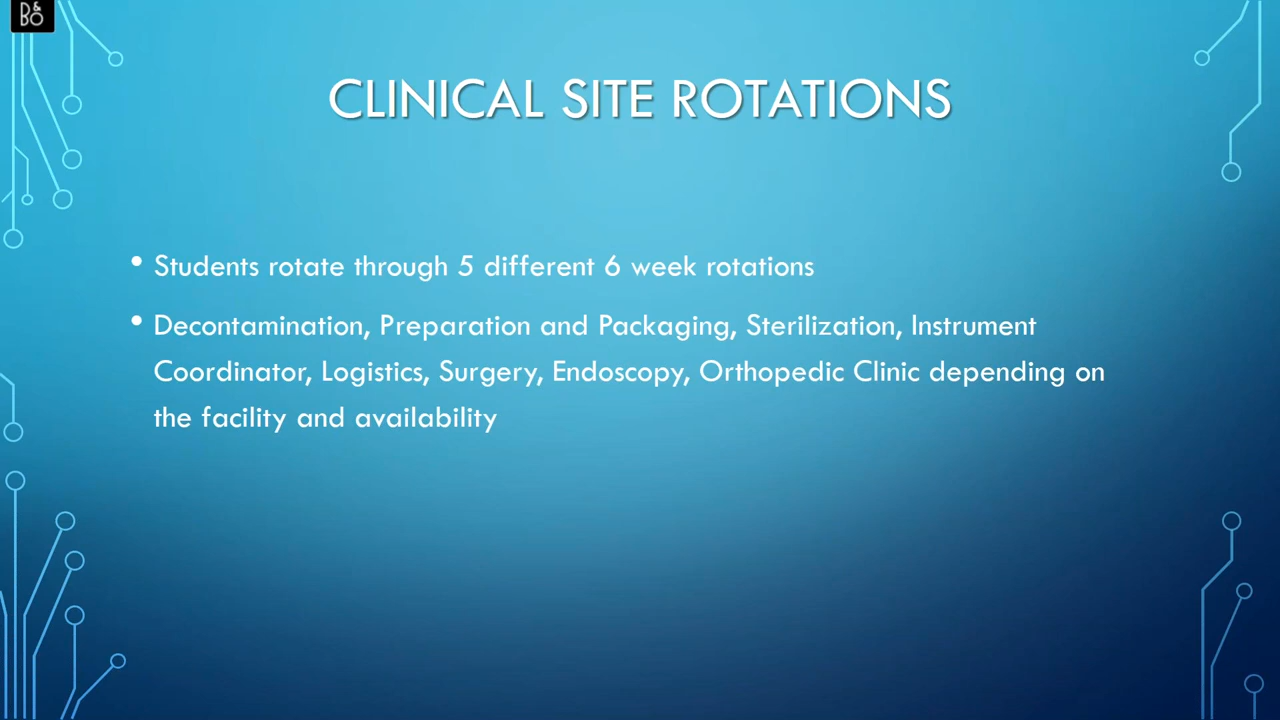 B&O
CLINICAL SITE ROTATIONS
• Students rotate through 5 different 6 week rotations
• Decontamination, Preparation and Packaging, Sterilization, Instrument
Coordinator, Logistics, Surgery, Endoscopy, Orthopedic Clinic depending on
the facility and availability